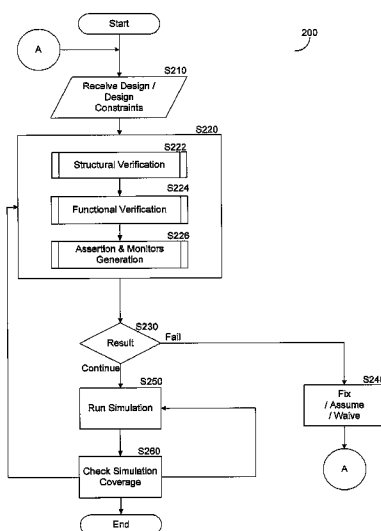 Start
A
200
S210
Receive Design /
Design
Constraints
S220
S222
Structural Verification
S224
Functional Verification
S226
Assertion & Monitors
Generation
S230
Result
Fail
Continue
S250
Run Simulation
S240
Fix
/ Assume
/ Waive
S260
Check Simulation
Coverage
A
End